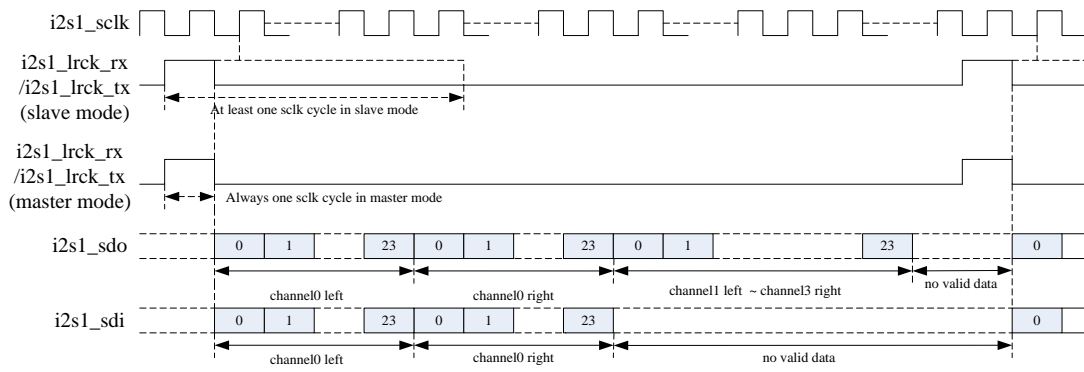 i2s1_sclk
i2s1_lrck_rx
/i2s1_lrck_tx
(slave mode)
At least one sclk cycle in slave mode
i2s1_lrck_rx
/i2s1_lrck_tx
(master mode)
Always one sclk cycle in master mode
i2s1_sdo
0 1 23 0 1 23 0 1 23 0
channel0 left channel0 right channel1 left ~ channel3 right no valid data
i2s1_sdi
0 1 23 0 1 23 0
channel0 left channel0 right no valid data